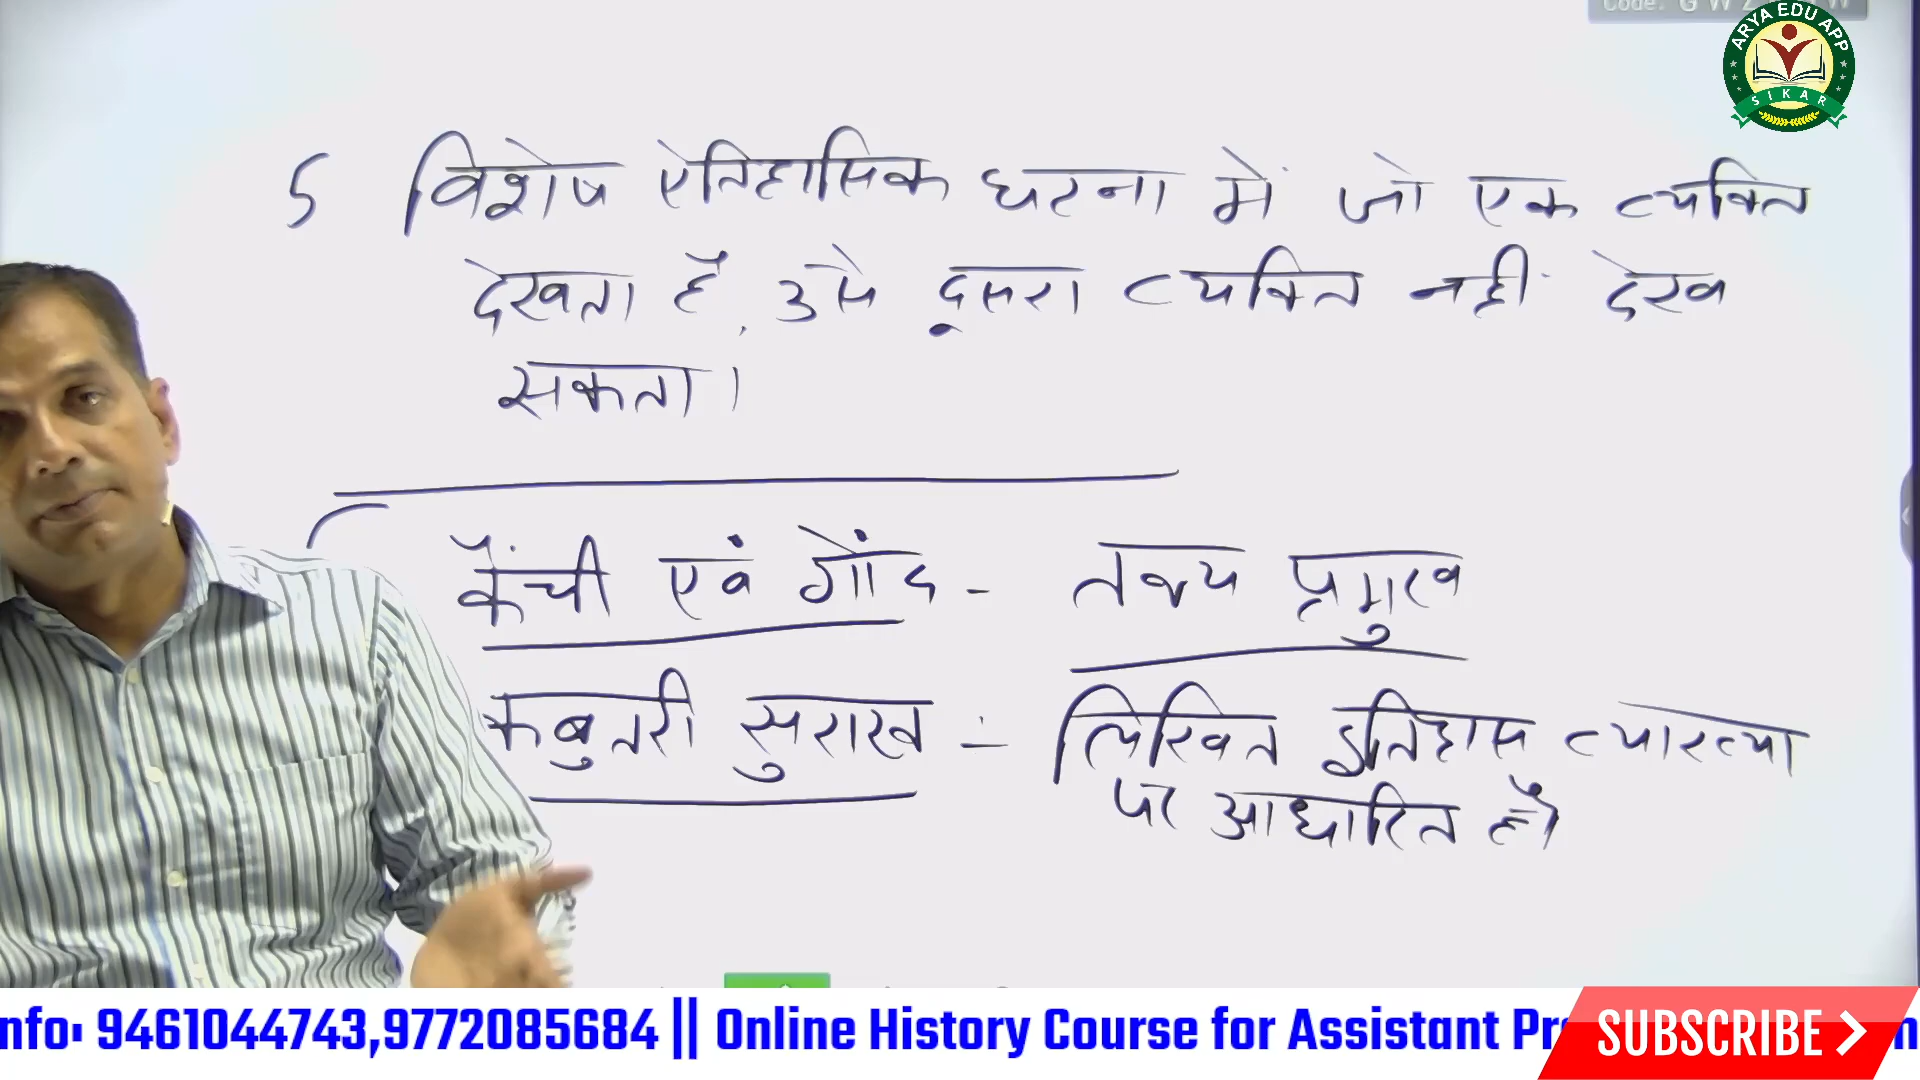 Code: G W
ARYA EDU APP
SIKAR
5 विशेष ऐतिहासिक घटना में जो एक व्यक्ति
देखता है, उसे दूसरा व्यक्ति नहीं देख
सकता।
कैंची एवं गोंद - तथ्य प्रमुख
कबुतरी सुराख - लिखित इतिहास व्याख्या
पर आधारित है।
nfo: 9461044743,9772085684 || Online History Course for Assistant Pr
SUBSCRIBE